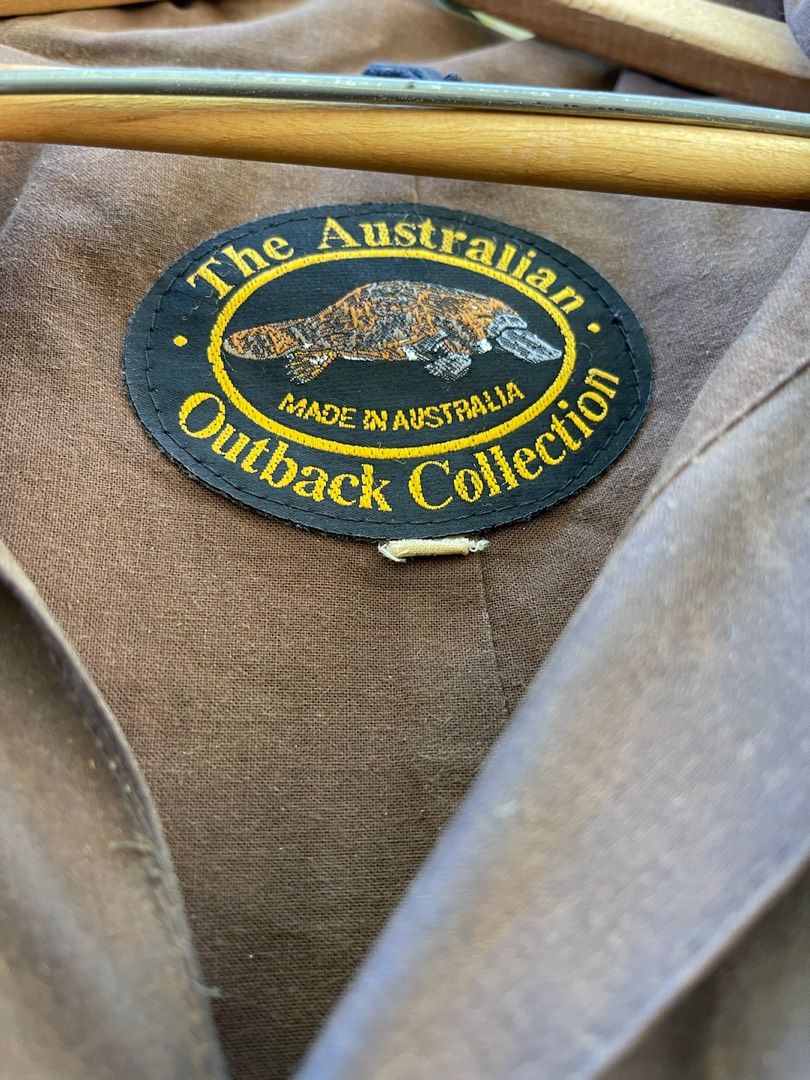 The Australian
MADE IN AUSTRALIA
Outback Collection